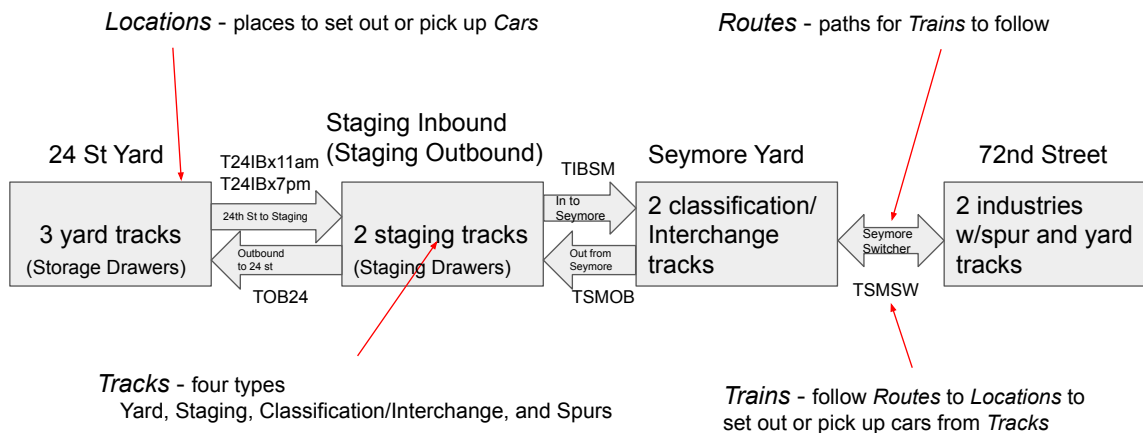 Locations - places to set out or pick up Cars
Routes - paths for Trains to follow
24 St Yard
T24IBx11am
T24IBx7pm
Staging Inbound
(Staging Outbound)
TIBSM
Seymore Yard
72nd Street
3 yard tracks
(Storage Drawers)
24th St to Staging
Outbound
to 24 st
TOB24
2 staging tracks
(Staging Drawers)
In to
Seymore
Out from
Seymore
TSMOB
2 classification/
Interchange
tracks
Seymore
Switcher
TSMSW
2 industries
w/spur and yard
tracks
Tracks - four types
Yard, Staging, Classification/Interchange, and Spurs
Trains - follow Routes to Locations to
set out or pick up cars from Tracks